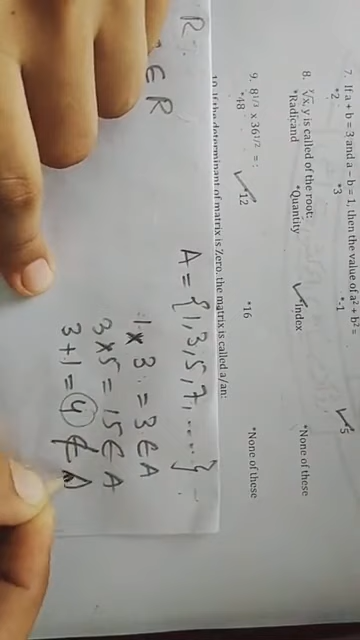 7. If a + b = 3 and a – b = 1, then the value of a² + b² =
*2 *3 *-1 ✓5
8. ˣ√x, y is called of the root:
*Radicand *Quantity ✓Index *None of these
9. 8^1/3 x 36^1/2 = :
*48 ✓12 *16 *None of these
10. If the determinant of matrix is Zero. the matrix is called a/an:
R
∈ R
A = {1,3,5,7,....}
1 × 3 = 3 ∈ A
3 × 5 = 15 ∈ A
3 + 1 = 4 ∉ A